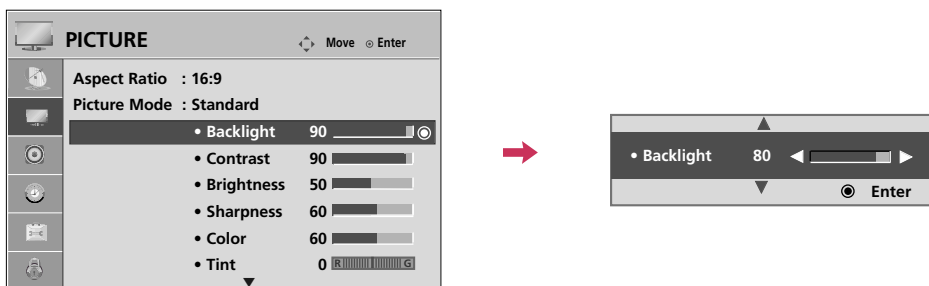 PICTURE Move Enter
Aspect Ratio : 16:9
Picture Mode : Standard
• Backlight 90
• Contrast 90
• Brightness 50
• Sharpness 60
• Color 60
• Tint 0 R G
• Backlight 80
Enter